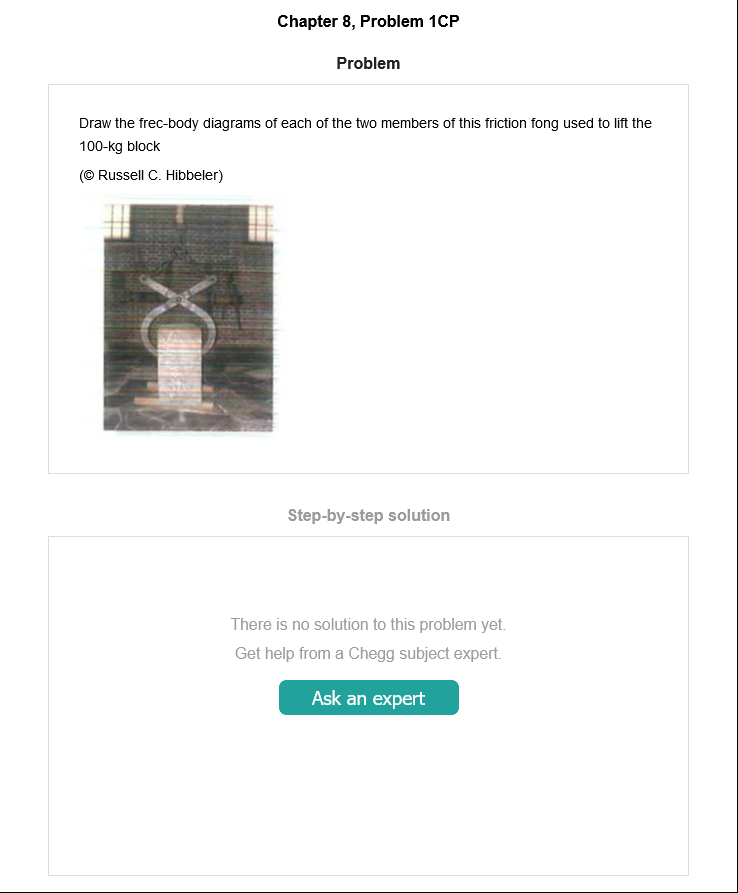 Chapter 8, Problem 1CP
Problem
Draw the frec-body diagrams of each of the two members of this friction fong used to lift the
100-kg block
(© Russell C. Hibbeler)
Step-by-step solution
There is no solution to this problem yet.
Get help from a Chegg subject expert.
Ask an expert